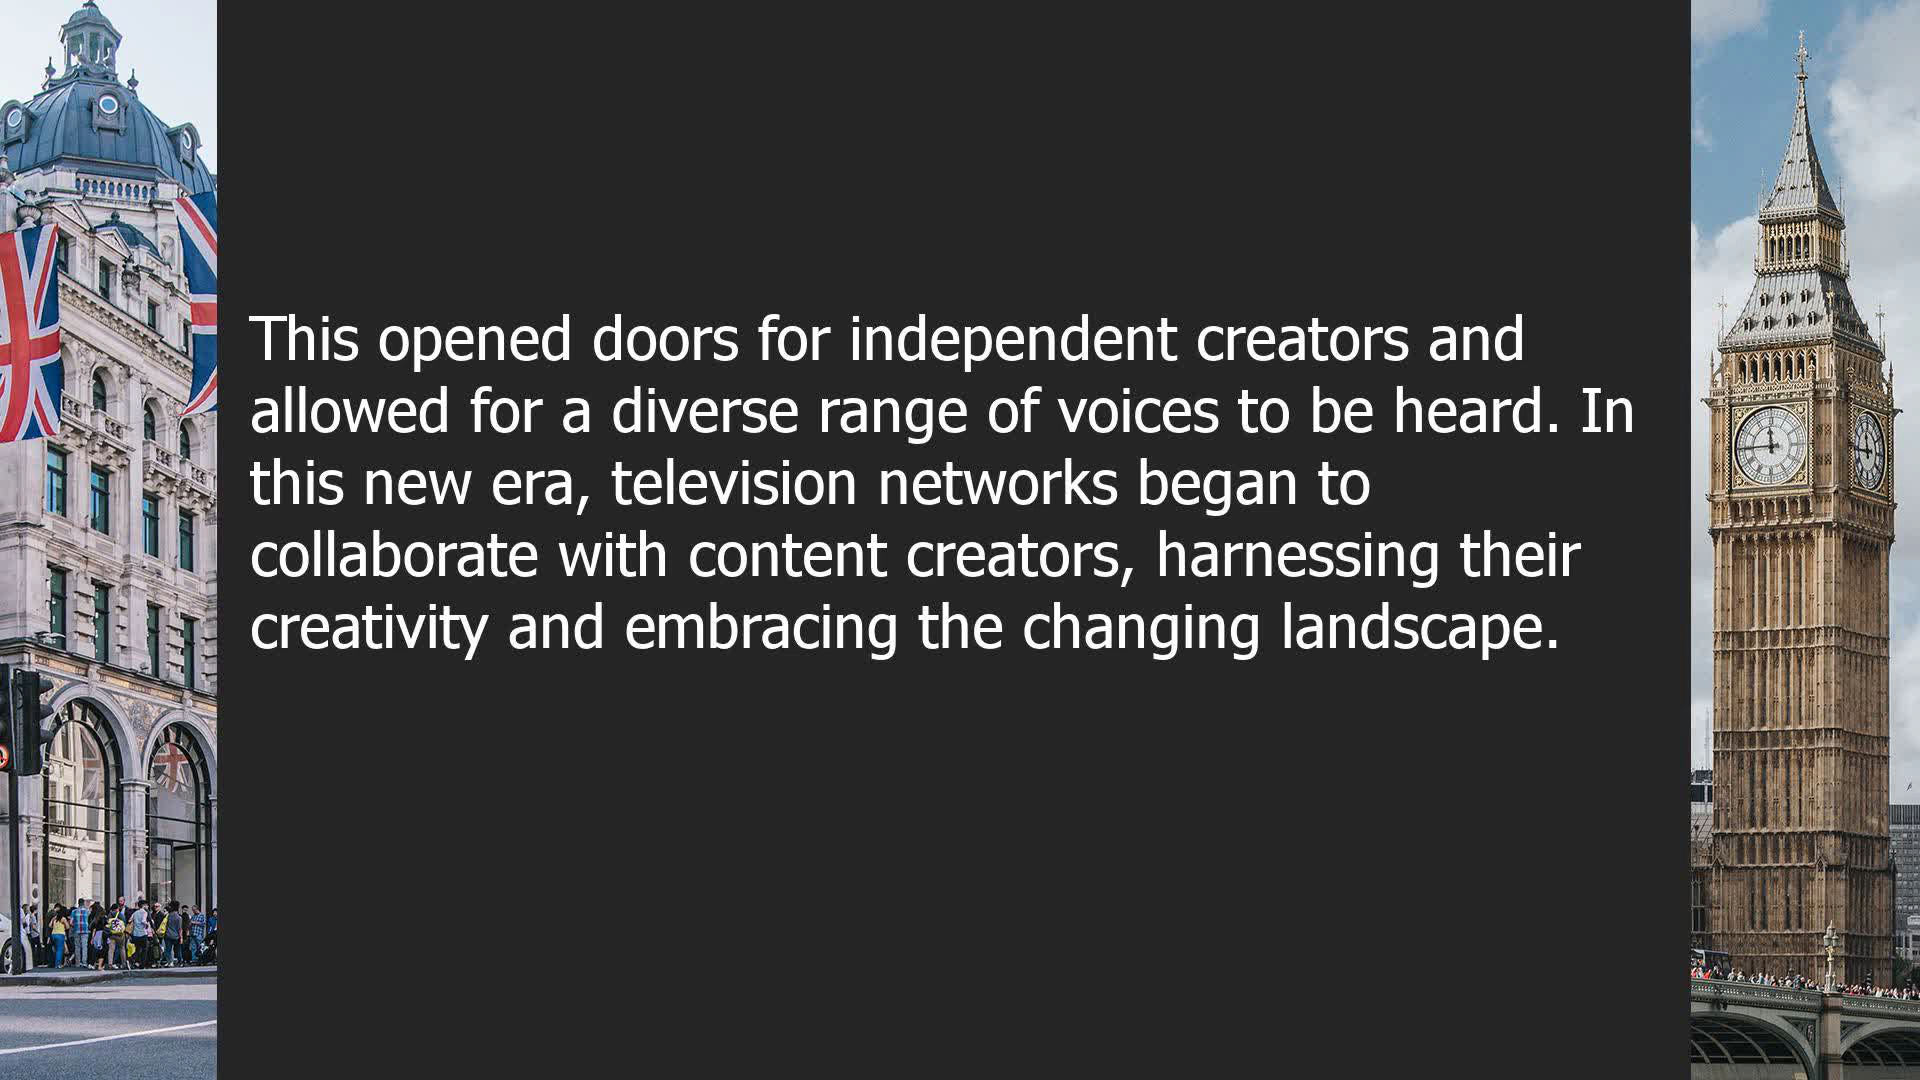 This opened doors for independent creators and
allowed for a diverse range of voices to be heard. In
this new era, television networks began to
collaborate with content creators, harnessing their
creativity and embracing the changing landscape.